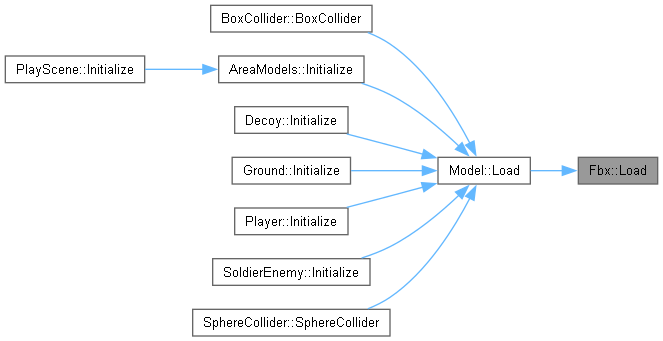 BoxCollider::BoxCollider
PlayScene::Initialize
AreaModels::Initialize
Decoy::Initialize
Ground::Initialize
Model::Load
Fbx::Load
Player::Initialize
SoldierEnemy::Initialize
SphereCollider::SphereCollider